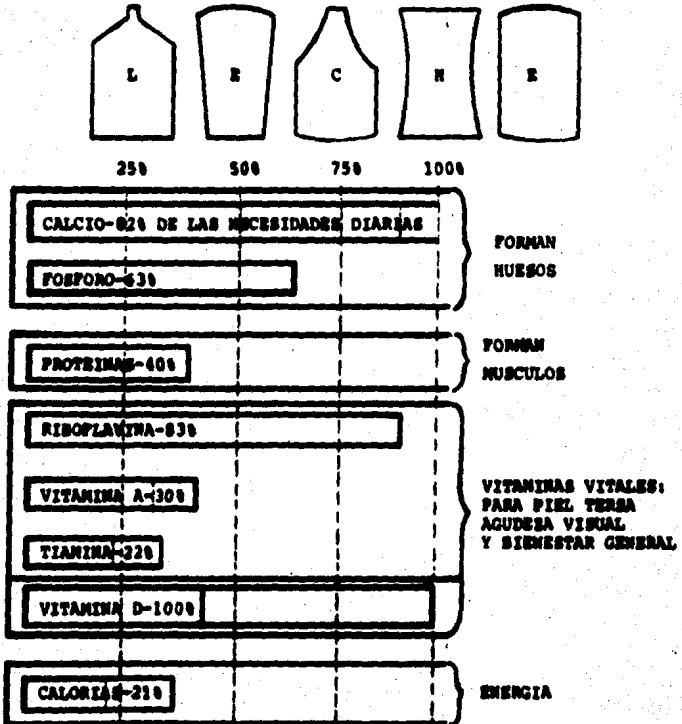 L E C H E
25% 50% 75% 100%
CALCIO-82% DE LAS NECESIDADES DIARIAS
FOSFORO-63%
FORMAN
HUESOS
PROTEINAS-40%
FORMAN
MUSCULOS
RIBOFLAVINA-83%
VITAMINA A-30%
TIAMINA-22%
VITAMINA D-100%
VITAMINAS VITALES:
PARA PIEL TERSA
AGUDESA VISUAL
Y BIENESTAR GENERAL
CALORIAS-21%
ENERGIA